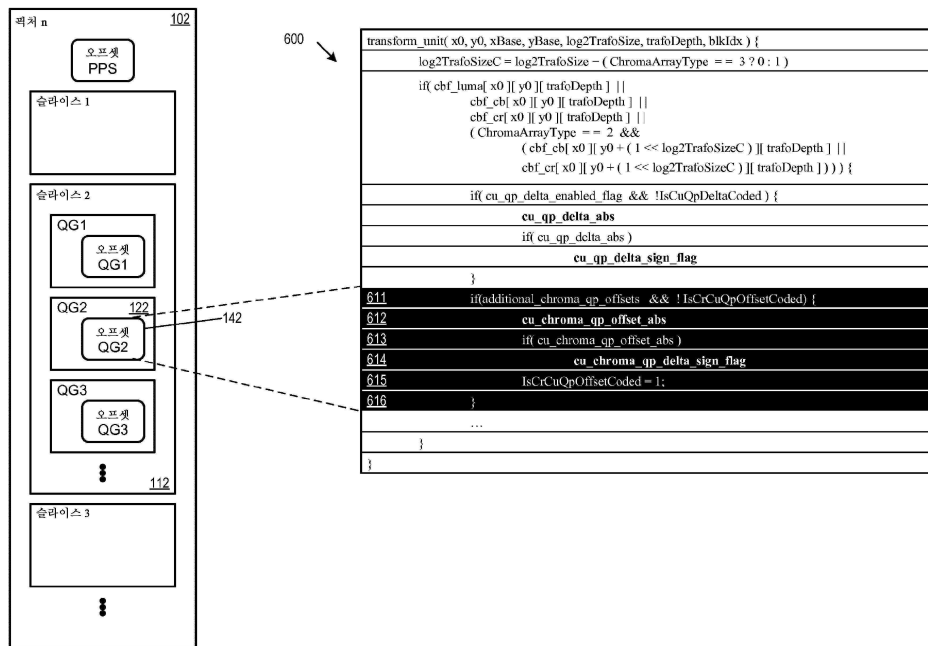 픽처 n 102
오프셋
PPS
슬라이스 1
슬라이스 2
QG1
오프셋
QG1
QG2 122
오프셋
QG2
142
QG3
오프셋
QG3
112
슬라이스 3
600
transform_unit( x0, y0, xBase, yBase, log2TrafoSize, trafoDepth, blkIdx ) {
log2TrafoSizeC = log2TrafoSize − ( ChromaArrayType == 3 ? 0 : 1 )
if( cbf_luma[ x0 ][ y0 ][ trafoDepth ] ||
cbf_cb[ x0 ][ y0 ][ trafoDepth ] ||
cbf_cr[ x0 ][ y0 ][ trafoDepth ] ||
( ChromaArrayType == 2 &&
( cbf_cb[ x0 ][ y0 + ( 1 << log2TrafoSizeC ) ][ trafoDepth ] ||
cbf_cr[ x0 ][ y0 + ( 1 << log2TrafoSizeC ) ][ trafoDepth ] ) ) ) {
if( cu_qp_delta_enabled_flag && !IsCuQpDeltaCoded ) {
cu_qp_delta_abs
if( cu_qp_delta_abs )
cu_qp_delta_sign_flag
}
611 if(additional_chroma_qp_offsets && ! IsCrCuQpOffsetCoded) {
612 cu_chroma_qp_offset_abs
613 if( cu_chroma_qp_offset_abs )
614 cu_chroma_qp_delta_sign_flag
615 IsCrCuQpOffsetCoded = 1;
616 }
…
}
}